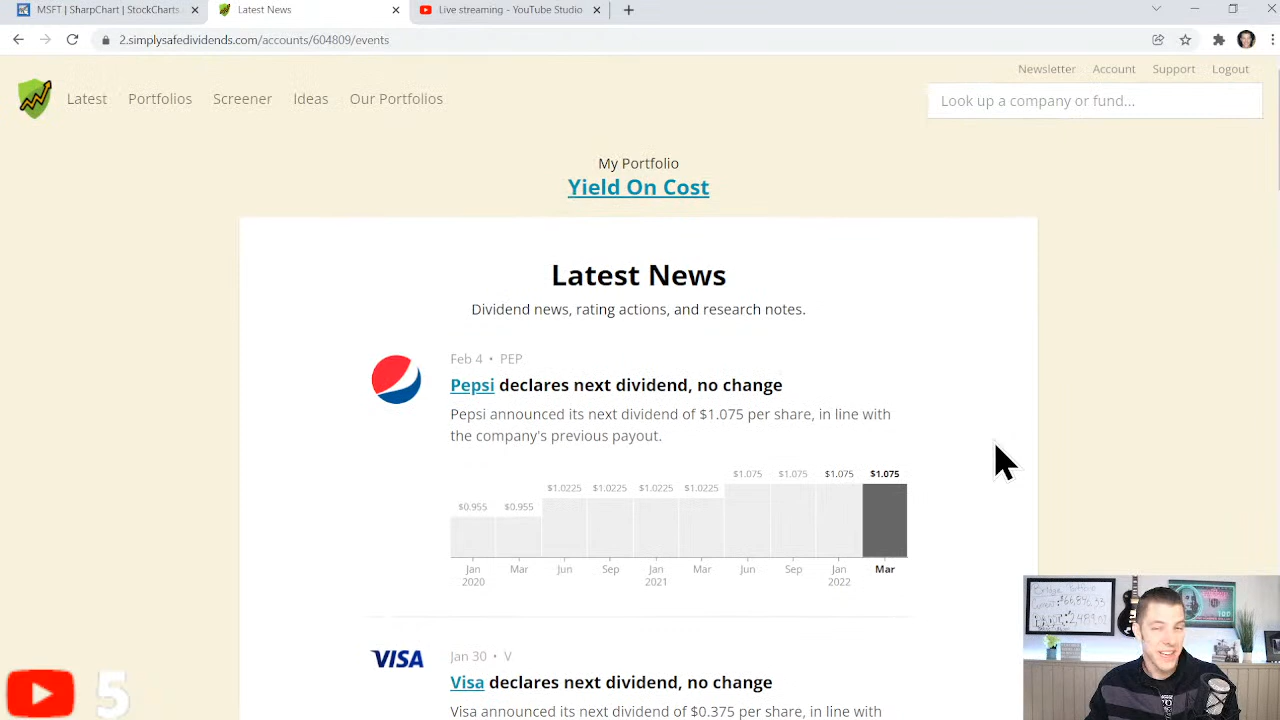 MSFT | SharpChart | StockCharts
Latest News
Live streaming - YouTube Studio
2.simplysafedividends.com/accounts/604809/events
Newsletter Account Support Logout
Latest Portfolios Screener Ideas Our Portfolios
Look up a company or fund...
My Portfolio
Yield On Cost
Latest News
Dividend news, rating actions, and research notes.
Feb 4 • PEP
Pepsi declares next dividend, no change
Pepsi announced its next dividend of $1.075 per share, in line with
the company's previous payout.
$0.955 $0.955 $1.0225 $1.0225 $1.0225 $1.0225 $1.075 $1.075 $1.075 $1.075
Jan Mar Jun Sep Jan Mar Jun Sep Jan Mar
2020 2021 2022
VISA
Jan 30 • V
Visa declares next dividend, no change
Visa announced its next dividend of $0.375 per share, in line with
5